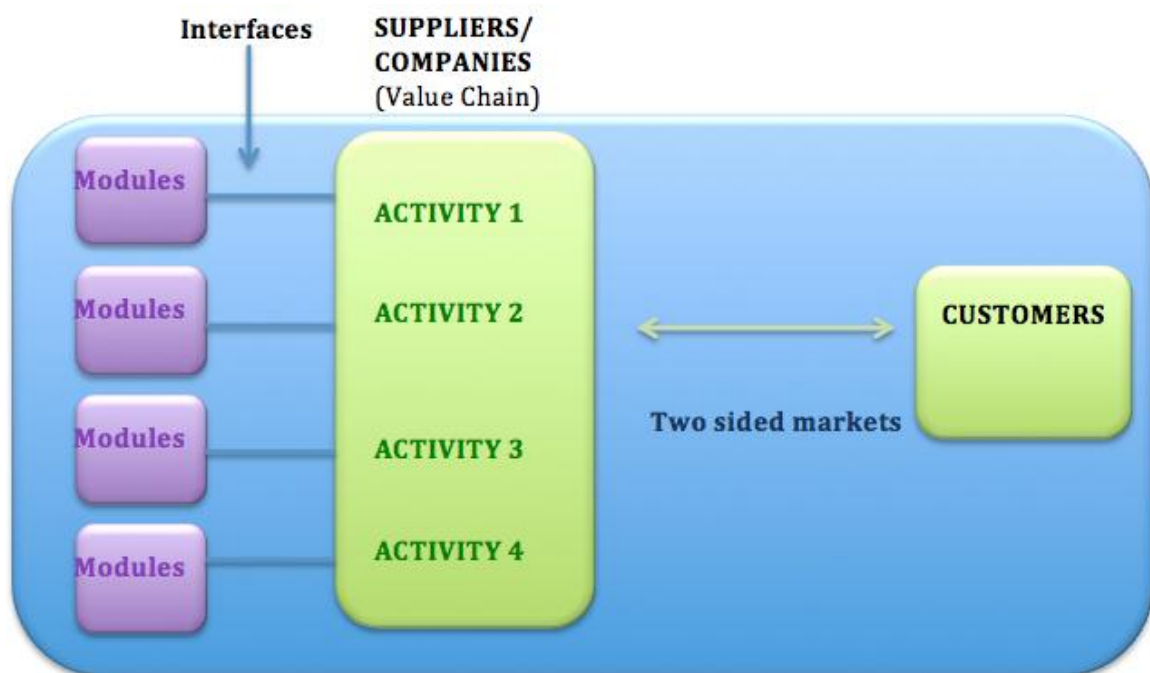 Interfaces
SUPPLIERS/
COMPANIES
(Value Chain)
Modules
ACTIVITY 1
Modules
ACTIVITY 2
CUSTOMERS
Two sided markets
Modules
ACTIVITY 3
Modules
ACTIVITY 4